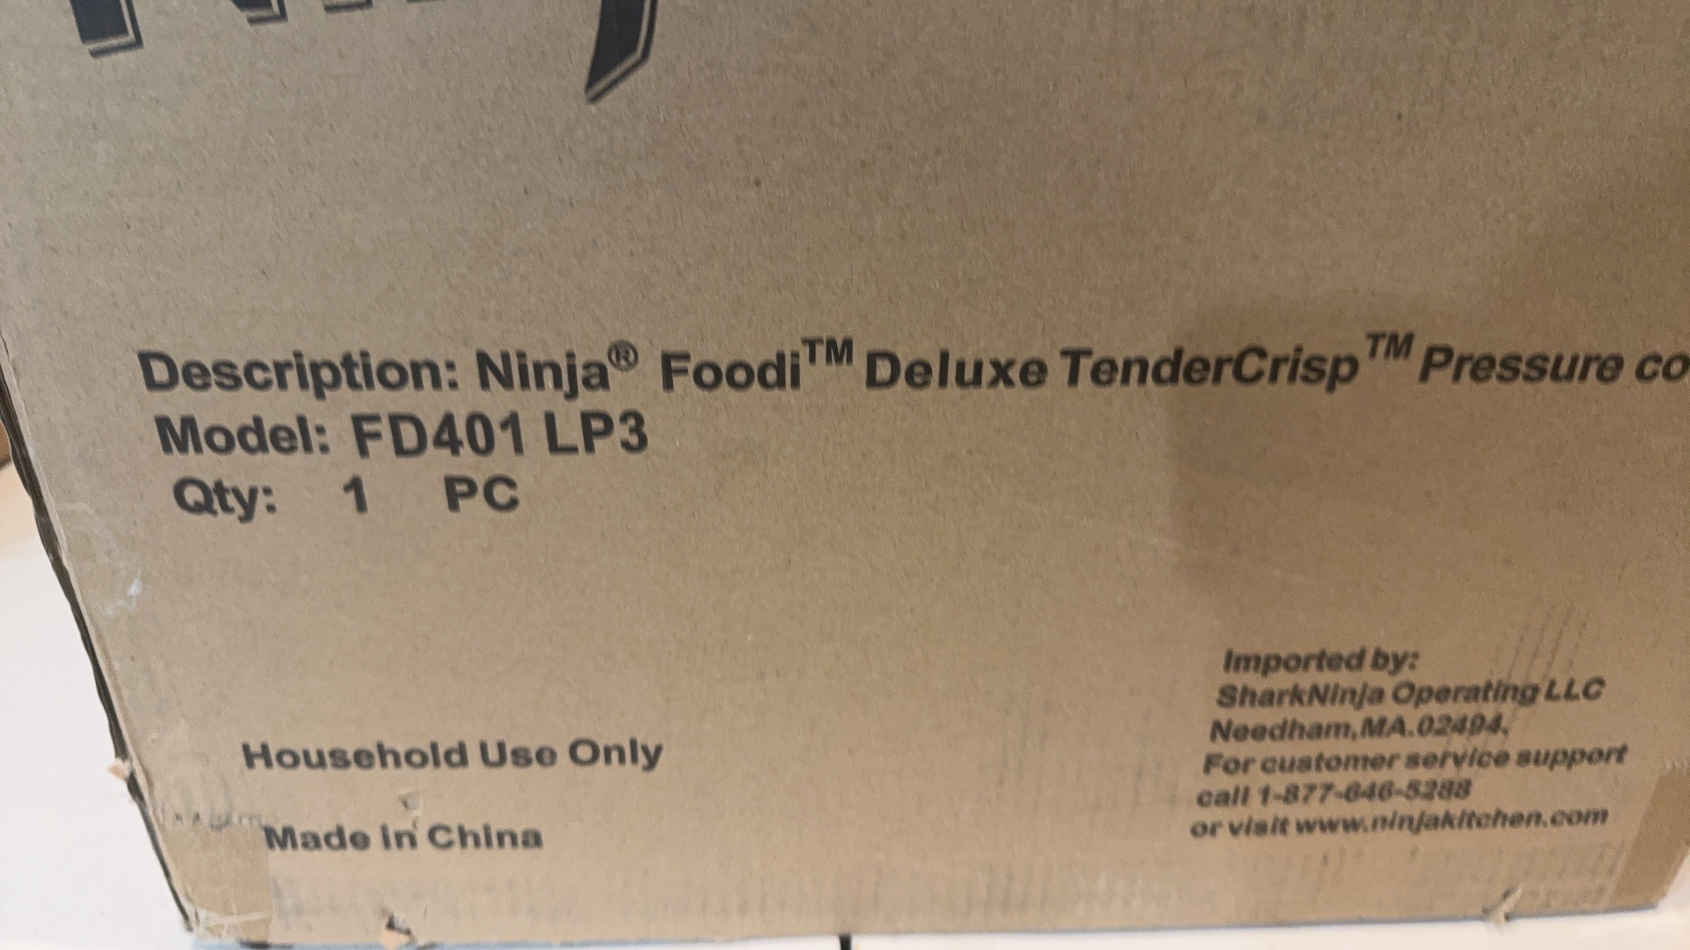 Description: Ninja® Foodi™ Deluxe TenderCrisp™ Pressure co
Model: FD401 LP3
Qty: 1 PC
Household Use Only
Made in China
Imported by:
SharkNinja Operating LLC
Needham,MA.02494,
For customer service support
call 1-877-646-5288
or visit www.ninjakitchen.com